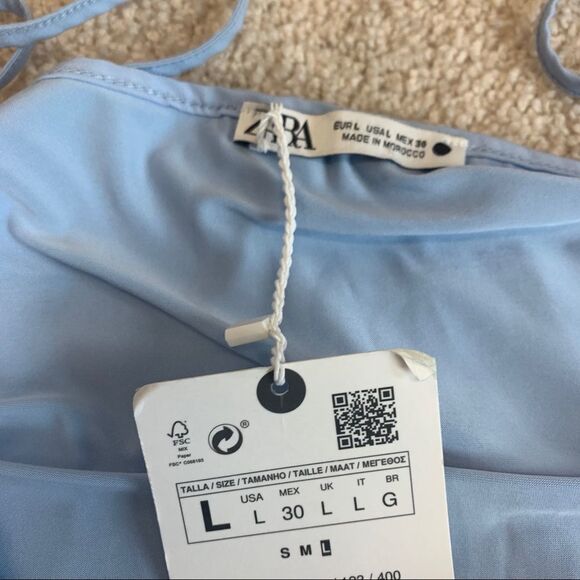 ZARA
EUR L USA L MEX 30
MADE IN MOROCCO
FSC
MIX
Paper
TALLA / SIZE / TAMANHO / TAILLE / MAAT / ΜΕΓΕΘΟΣ
USA MEX UK IT BR
L L 30 L L G
S M L
/ 400